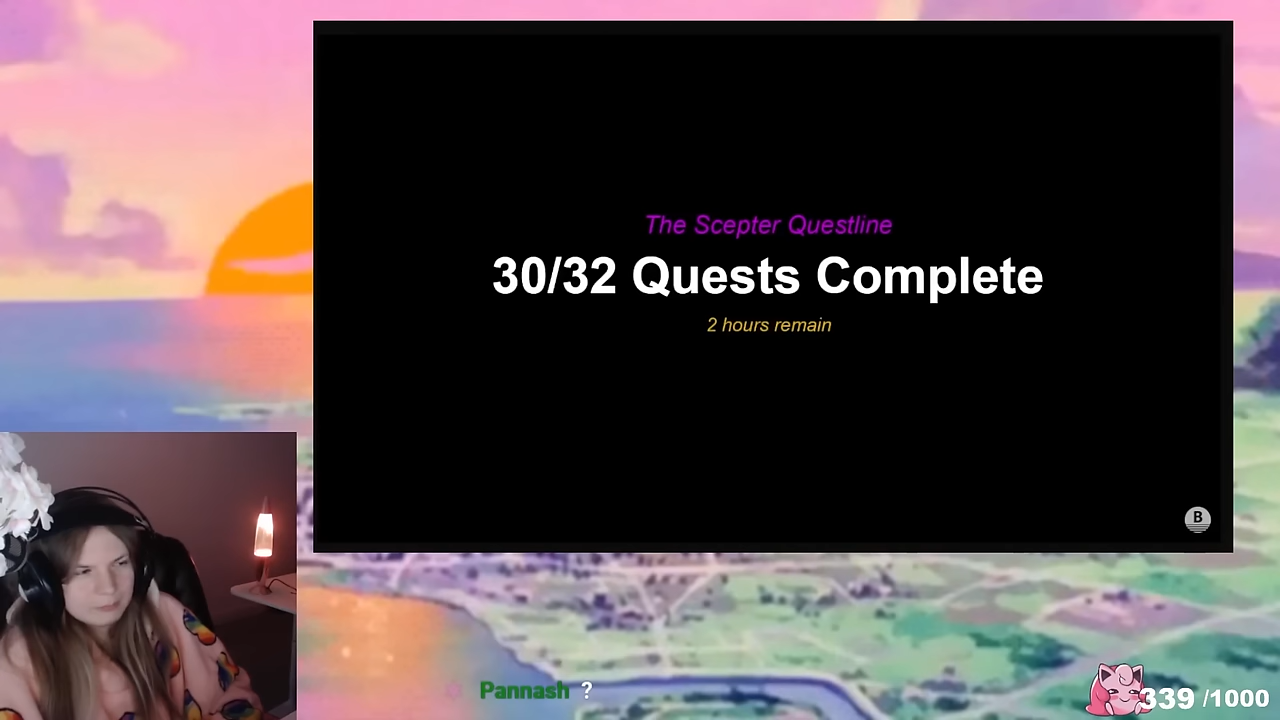 The Scepter Questline
30/32 Quests Complete
2 hours remain
B
Pannash ?
339 /1000